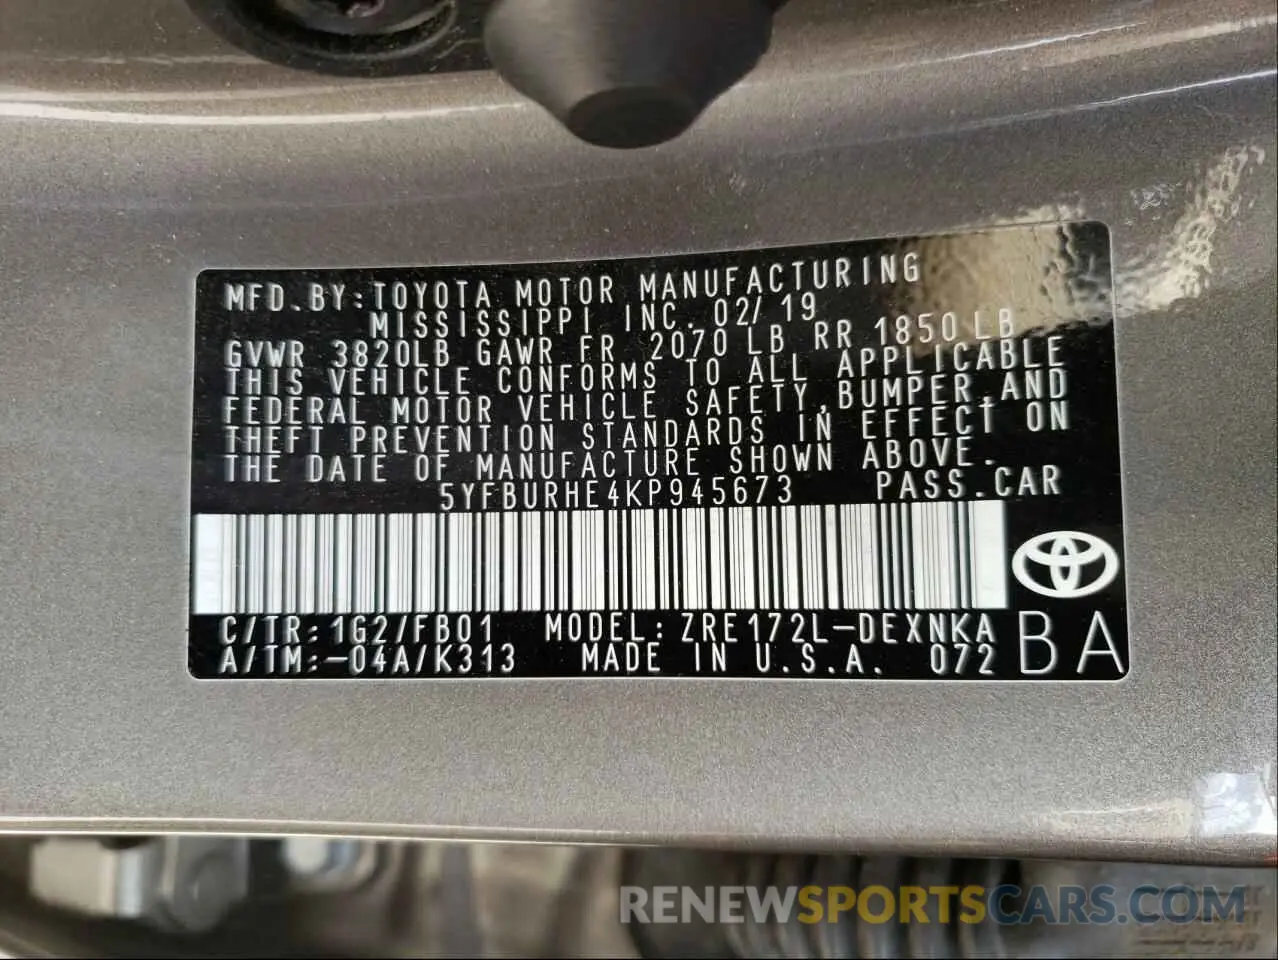 MFD.BY:TOYOTA MOTOR MANUFACTURING
MISSISSIPPI INC. 02/19
GVWR 3820LB GAWR FR 2070 LB RR 1850 LB
THIS VEHICLE CONFORMS TO ALL APPLICABLE
FEDERAL MOTOR VEHICLE SAFETY,BUMPER,AND
THEFT PREVENTION STANDARDS IN EFFECT ON
THE DATE OF MANUFACTURE SHOWN ABOVE.
5YFBURHE4KP945673 PASS.CAR
C/TR:1G2/FB01 MODEL:ZRE172L-DEXNKA
A/TM:-04A/K313 MADE IN U.S.A. 072 BA
RENEWSPORTSCARS.COM